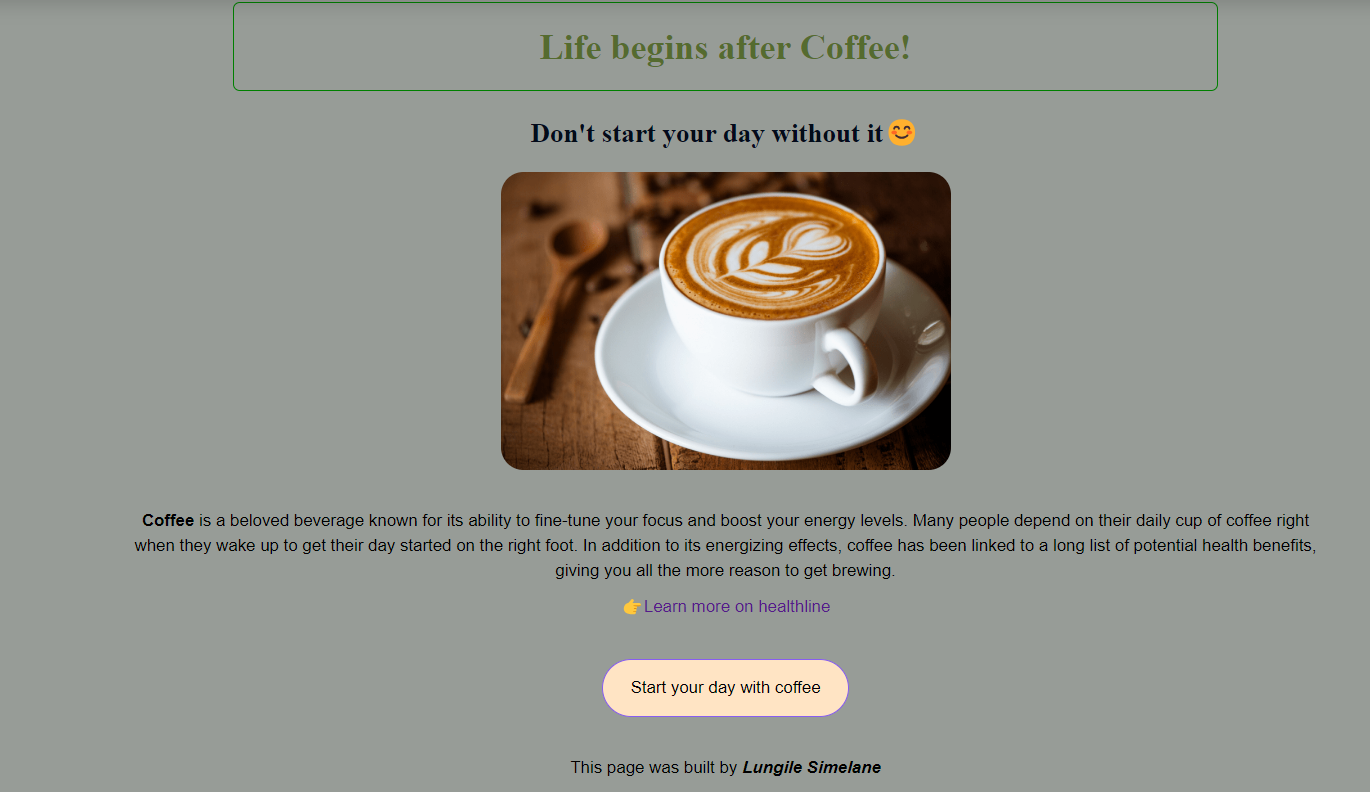 Life begins after Coffee!
Don't start your day without it😊
Coffee is a beloved beverage known for its ability to fine-tune your focus and boost your energy levels. Many people depend on their daily cup of coffee right
when they wake up to get their day started on the right foot. In addition to its energizing effects, coffee has been linked to a long list of potential health benefits,
giving you all the more reason to get brewing.
👉Learn more on healthline
Start your day with coffee
This page was built by Lungile Simelane